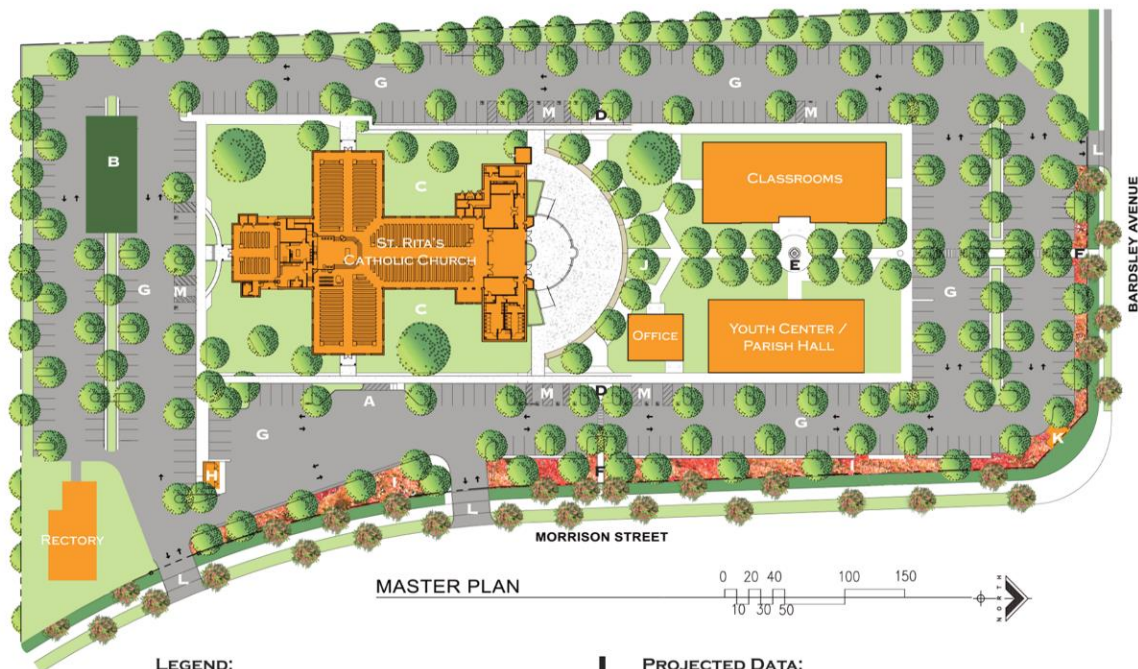 I
G
G
M
D
M
B
L
CLASSROOMS
C
BARDSLEY AVENUE
ST. RITA'S
CATHOLIC CHURCH
J
E
F
G
M
G
C
OFFICE
YOUTH CENTER /
PARISH HALL
A
M
D
M
G
G
K
H
I
F
I
L
RECTORY
MORRISON STREET
L
MASTER PLAN
0 20 40 100 150
10 30 50
NORTH
LEGEND:
PROJECTED DATA: